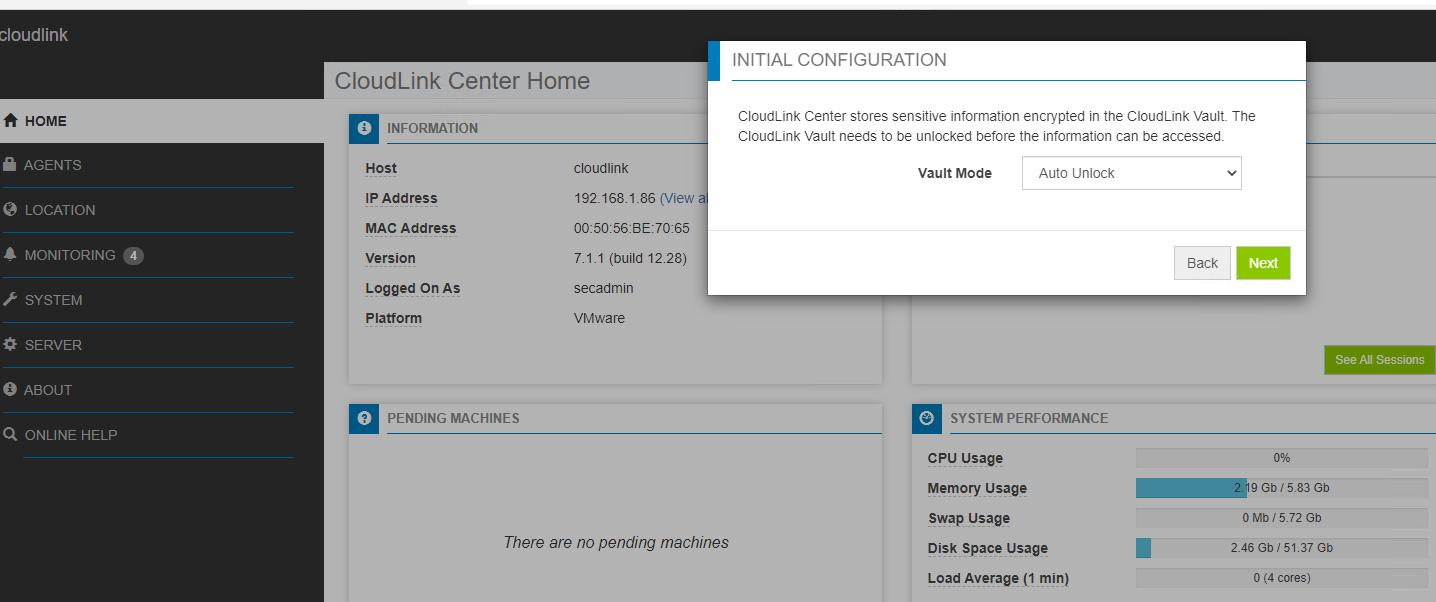 cloudlink
INITIAL CONFIGURATION
CloudLink Center stores sensitive information encrypted in the CloudLink Vault. The
CloudLink Vault needs to be unlocked before the information can be accessed.
Vault Mode Auto Unlock
Back Next
CloudLink Center Home
HOME
AGENTS
LOCATION
MONITORING 4
SYSTEM
SERVER
ABOUT
ONLINE HELP
INFORMATION
Host cloudlink
IP Address 192.168.1.86 (View
MAC Address 00:50:56:BE:70:65
Version 7.1.1 (build 12.28)
Logged On As secadmin
Platform VMware
See All Sessions
PENDING MACHINES
There are no pending machines
SYSTEM PERFORMANCE
CPU Usage 0%
Memory Usage 2.19 Gb / 5.83 Gb
Swap Usage 0 Mb / 5.72 Gb
Disk Space Usage 2.46 Gb / 51.37 Gb
Load Average (1 min) 0 (4 cores)